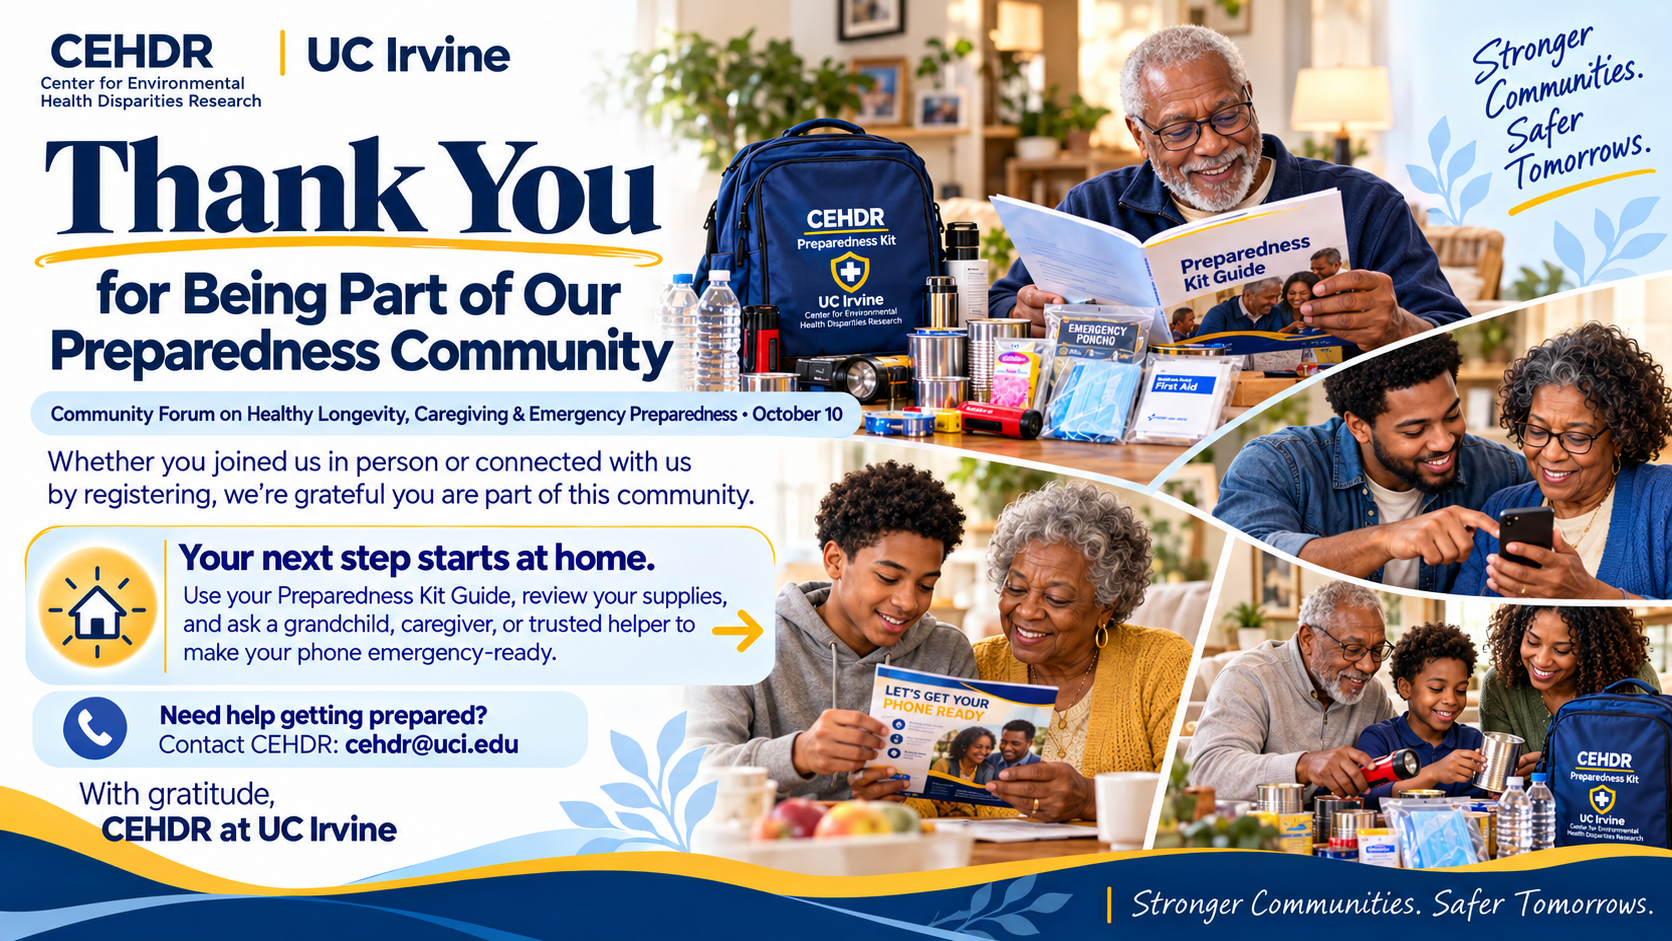 CEHDR
Center for Environmental
Health Disparities Research
UC Irvine
Thank You
for Being Part of Our
Preparedness Community
Community Forum on Healthy Longevity, Caregiving & Emergency Preparedness • October 10
Whether you joined us in person or connected with us
by registering, we're grateful you are part of this community.
Your next step starts at home.
Use your Preparedness Kit Guide, review your supplies,
and ask a grandchild, caregiver, or trusted helper to
make your phone emergency-ready.
Need help getting prepared?
Contact CEHDR: cehdr@uci.edu
With gratitude,
CEHDR at UC Irvine
CEHDR
Preparedness Kit
UC Irvine
Center for Environmental
Health Disparities Research
Preparedness
Kit Guide
EMERGENCY
PONCHO
First Aid
Stronger
Communities.
Safer
Tomorrows.
LET'S GET YOUR
PHONE READY
CEHDR
Preparedness Kit
UC Irvine
Center for Environmental
Health Disparities Research
Stronger Communities. Safer Tomorrows.